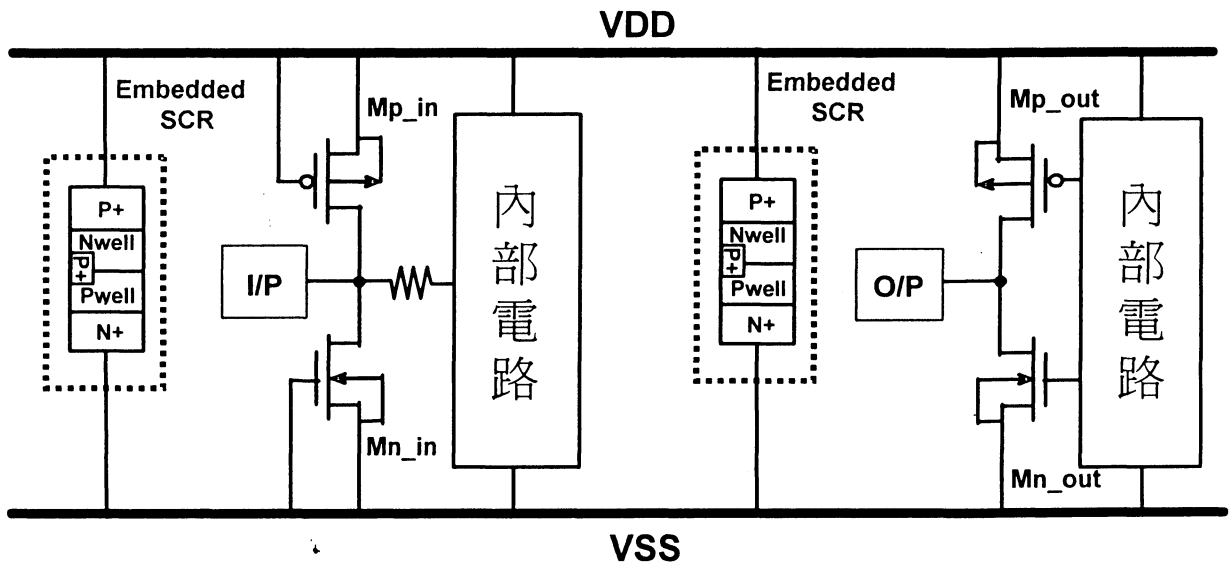 VDD
Embedded
SCR
P+
Nwell
P+
Pwell
N+
Mp_in
I/P
Mn_in
內部電路
Embedded
SCR
P+
Nwell
P+
Pwell
N+
Mp_out
O/P
Mn_out
內部電路
VSS